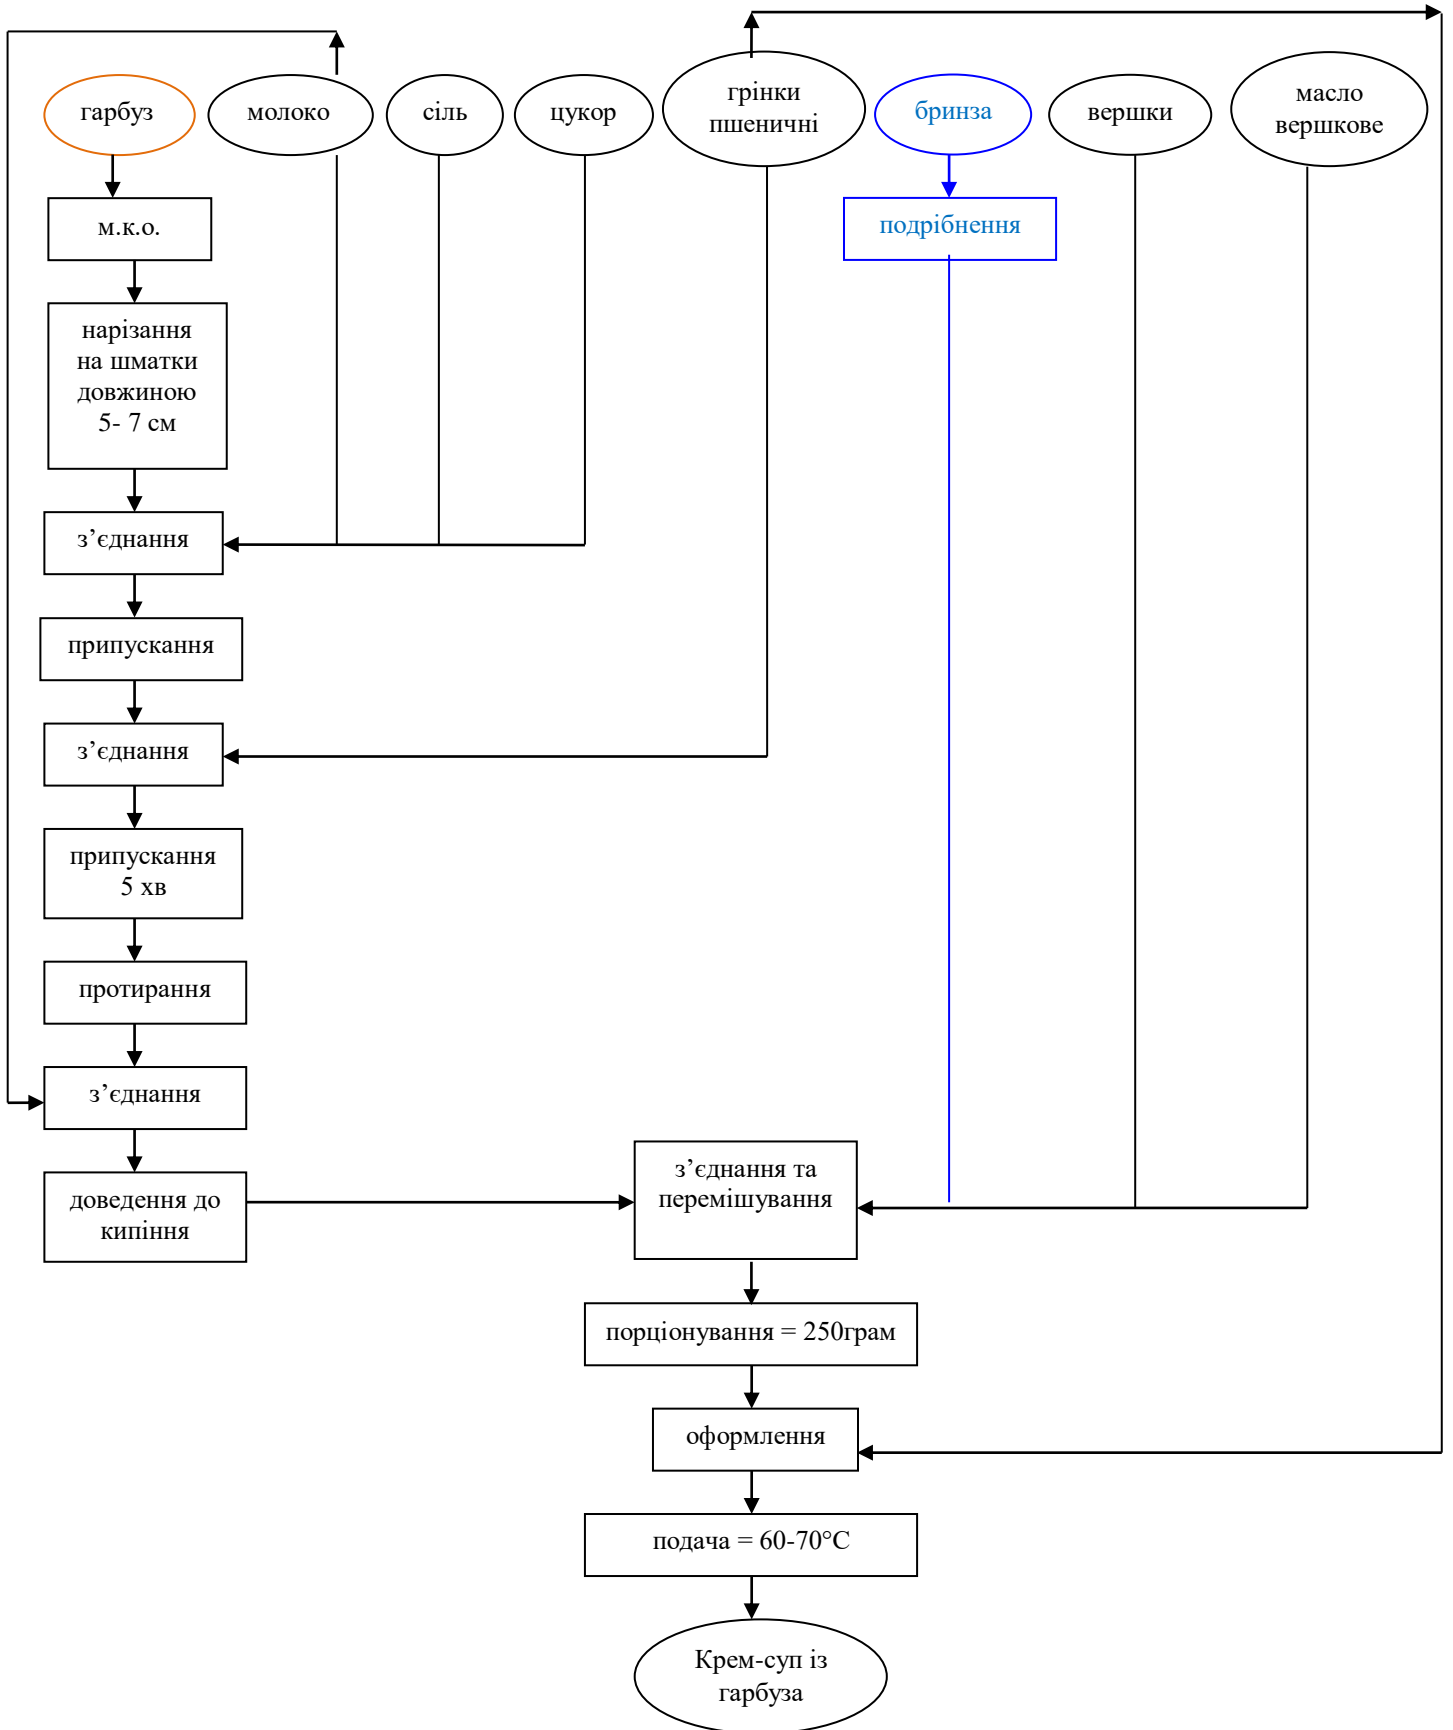 гарбуз
молоко
сіль
цукор
грінки
пшеничні
бринза
вершки
масло
вершкове
м.к.о.
подрібнення
нарізання
на шматки
довжиною
5- 7 см
з’єднання
припускання
з’єднання
припускання
5 хв
протирання
з’єднання
доведення до
кипіння
з’єднання та
перемішування
порціонування = 250грам
оформлення
подача = 60-70°С
Крем-суп із
гарбуза